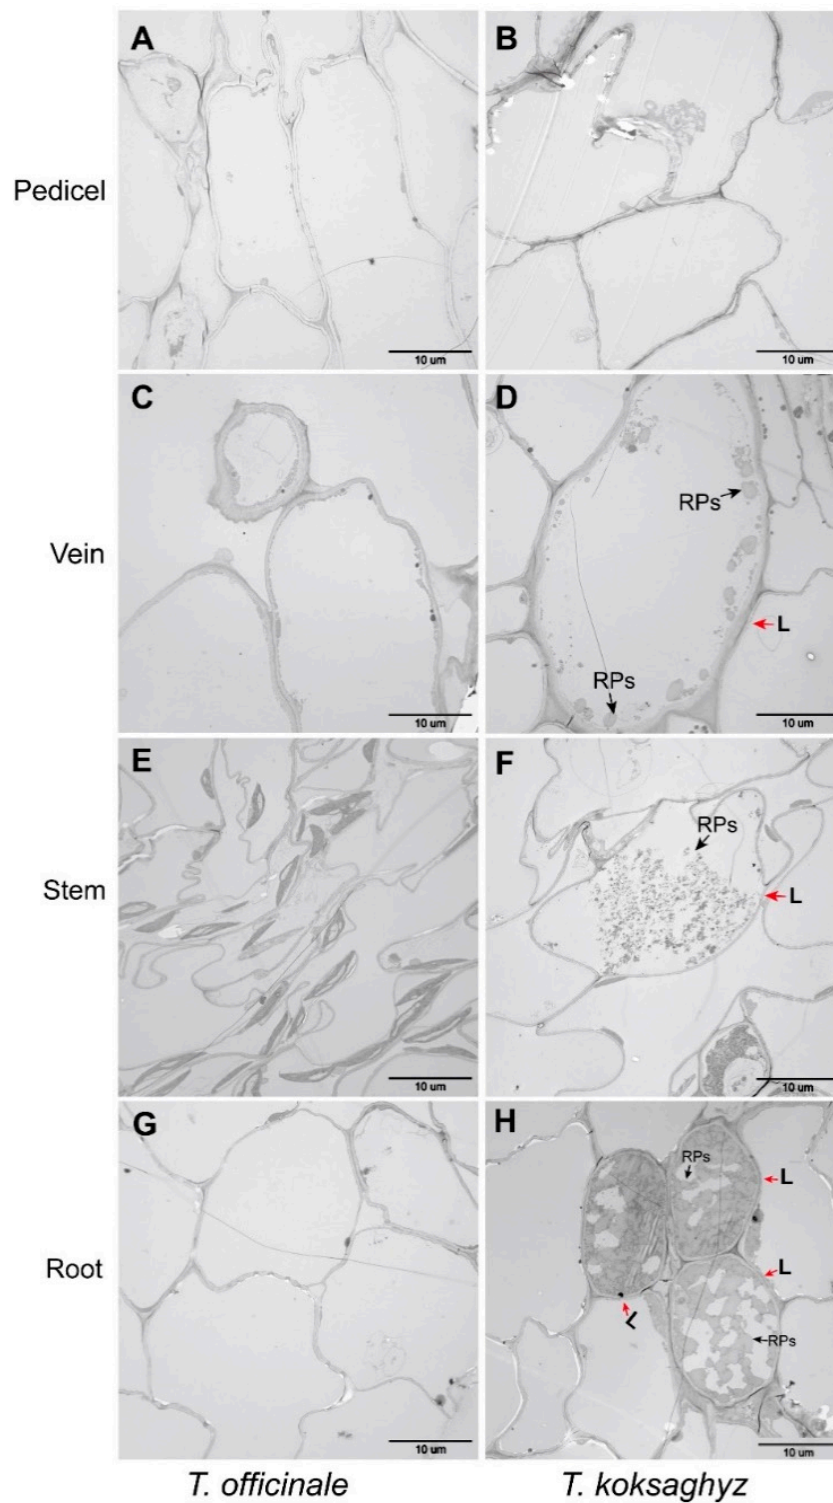 A
B
Pedicel
10 um
10 um
C
D
RPs
Vein
L
RPs
10 um
10 um
E
F
RPs
Stem
L
10 um
10 um
G
H
RPs
L
Root
L
L
RPs
10 um
10 um
T. officinale
T. koksaghyz